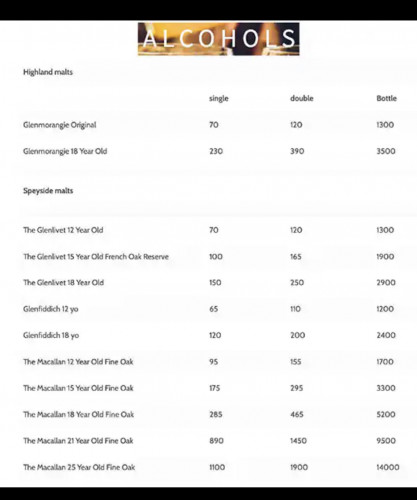 ALCOHOLS
Highland malts
single double Bottle
Glenmorangie Original 70 120 1300
Glenmorangie 18 Year Old 230 390 3500
Speyside malts
The Glenlivet 12 Year Old 70 120 1300
The Glenlivet 15 Year Old French Oak Reserve 100 165 1900
The Glenlivet 18 Year Old 150 250 2900
Glenfiddich 12 yo 65 110 1200
Glenfiddich 18 yo 120 200 2400
The Macallan 12 Year Old Fine Oak 95 155 1700
The Macallan 15 Year Old Fine Oak 175 295 3300
The Macallan 18 Year Old Fine Oak 285 465 5200
The Macallan 21 Year Old Fine Oak 890 1450 9500
The Macallan 25 Year Old Fine Oak 1100 1900 14000